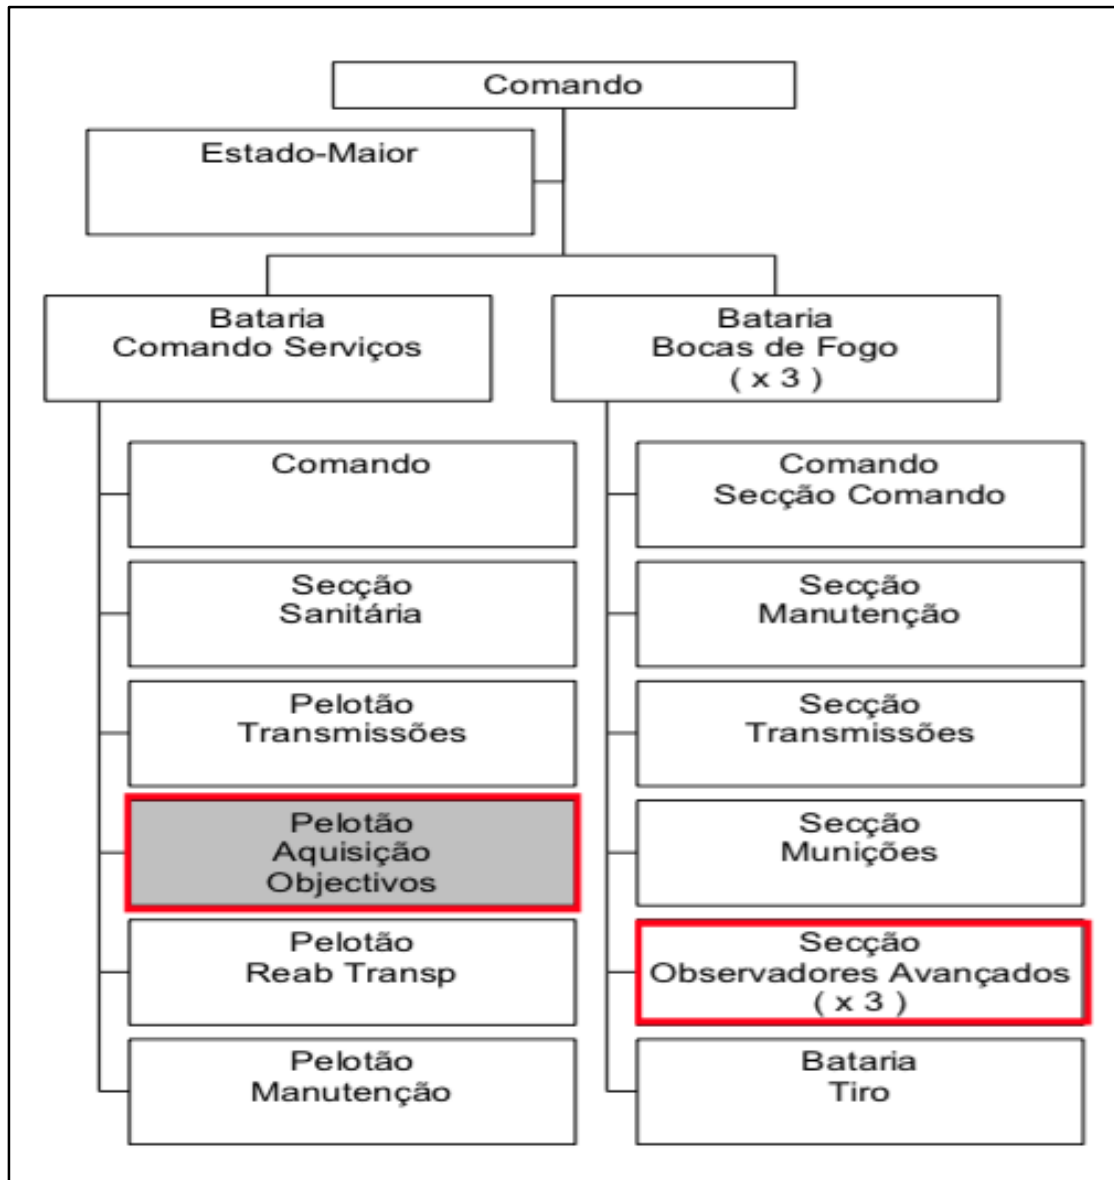 Comando
Estado-Maior
Bataria
Comando Serviços
Bataria
Bocas de Fogo
( x 3 )
Comando
Secção
Sanitária
Pelotão
Transmissões
Pelotão
Aquisição
Objectivos
Pelotão
Reab Transp
Pelotão
Manutenção
Comando
Secção Comando
Secção
Manutenção
Secção
Transmissões
Secção
Munições
Secção
Observadores Avançados
( x 3 )
Bataria
Tiro